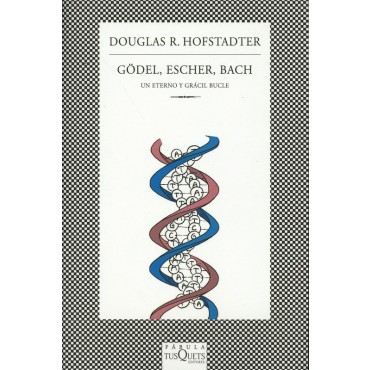 DOUGLAS R. HOFSTADTER
GÖDEL, ESCHER, BACH
UN ETERNO Y GRÁCIL BUCLE
FÁBULA
TUSQUETS
EDITORES